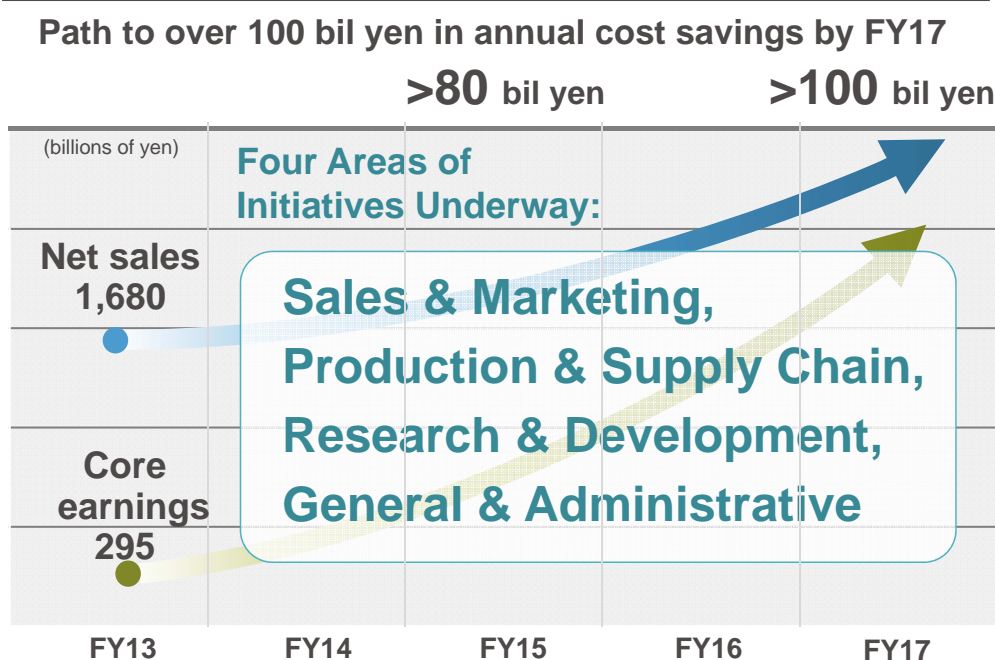 Path to over 100 bil yen in annual cost savings by FY17
>80 bil yen
>100 bil yen
(billions of yen)
Four Areas of
Initiatives Underway:
Net sales
1,680
Sales & Marketing,
Production & Supply Chain,
Research & Development,
General & Administrative
Core
earnings
295
FY13
FY14
FY15
FY16
FY17